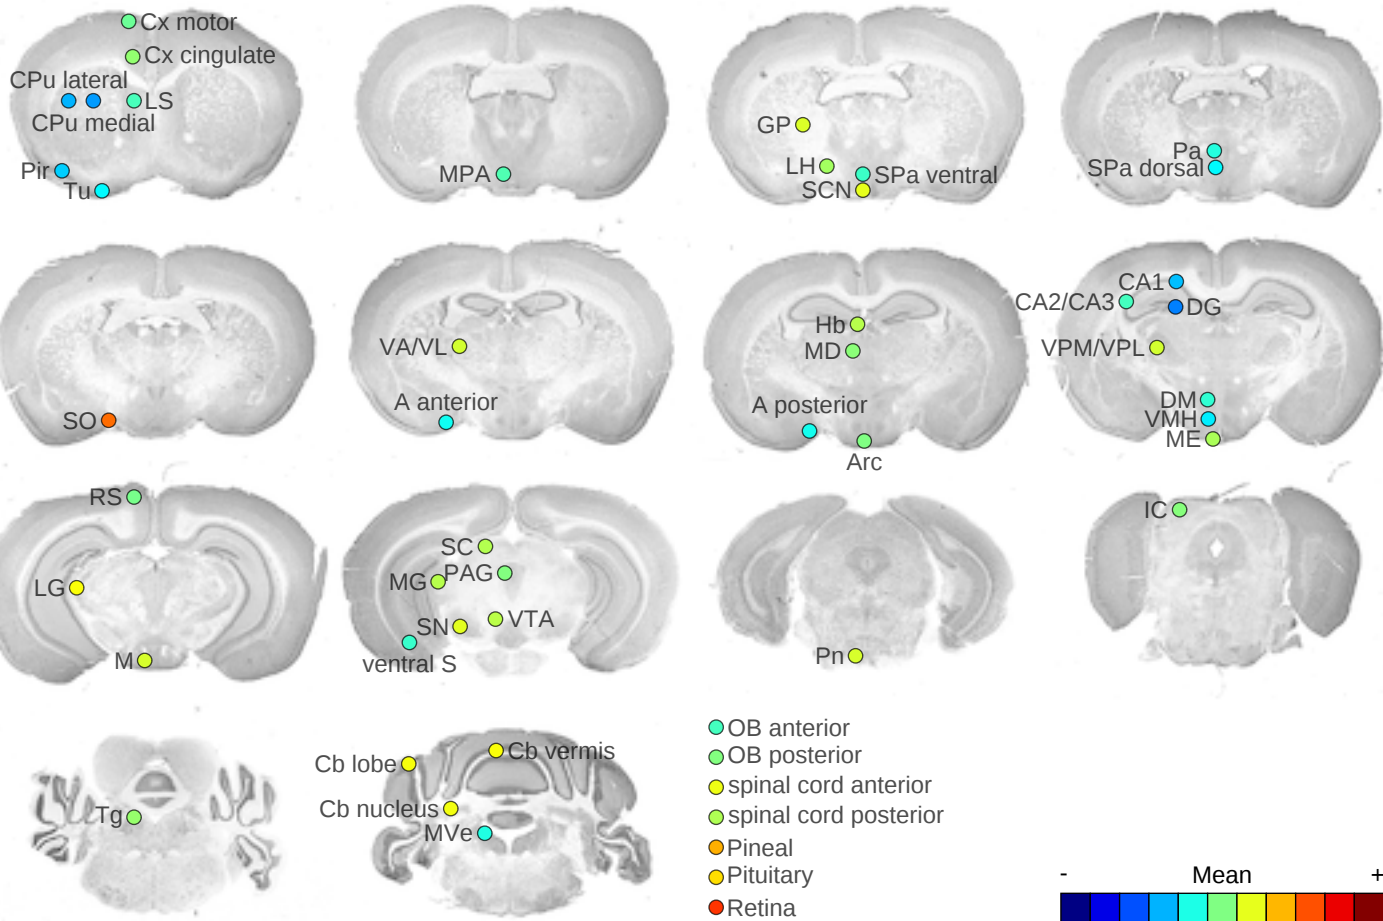 Cx motor
Cx cingulate
CPu lateral
LS
CPu medial
Pir
Tu
MPA
GP
LH
SPa ventral
SCN
Pa
SPa dorsal
SO
VA/VL
A anterior
Hb
MD
A posterior
Arc
CA1
CA2/CA3
DG
VPM/VPL
DM
VMH
ME
RS
LG
M
SC
MG
PAG
SN
VTA
ventral S
Pn
IC
Tg
Cb lobe
Cb vermis
Cb nucleus
MVe
OB anterior
OB posterior
spinal cord anterior
spinal cord posterior
Pineal
Pituitary
Retina
- Mean +